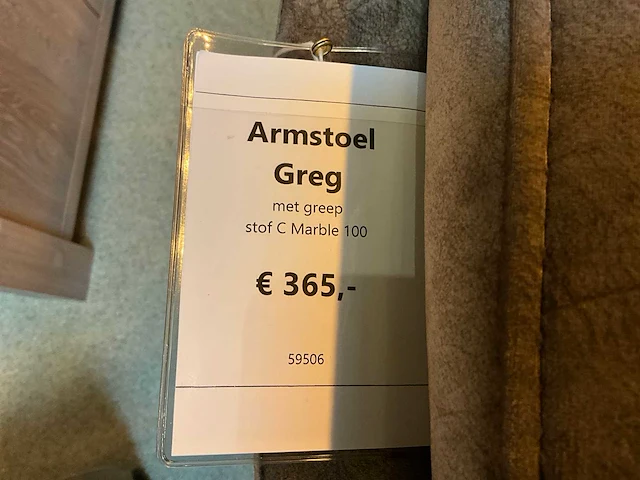 Armstoel
Greg
met greep
stof C Marble 100
€ 365,-
59506